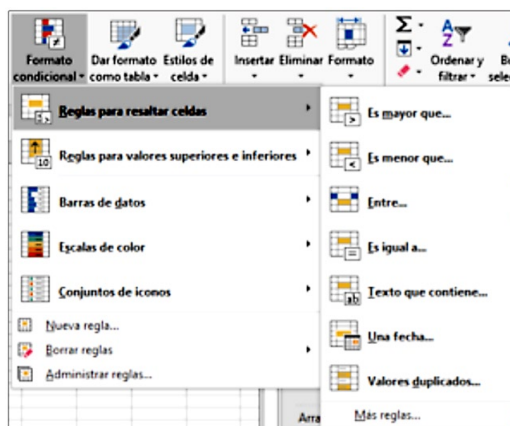 Formato condicional
Dar formato como tabla
Estilos de celda
Insertar
Eliminar
Formato
Σ
Ordenar y filtrar
Reglas para resaltar celdas
Reglas para valores superiores e inferiores
Barras de datos
Escalas de color
Conjuntos de iconos
Nueva regla...
Borrar reglas
Administrar reglas...
Es mayor que...
Es menor que...
Entre...
Es igual a...
Texto que contiene...
Una fecha...
Valores duplicados...
Más reglas...